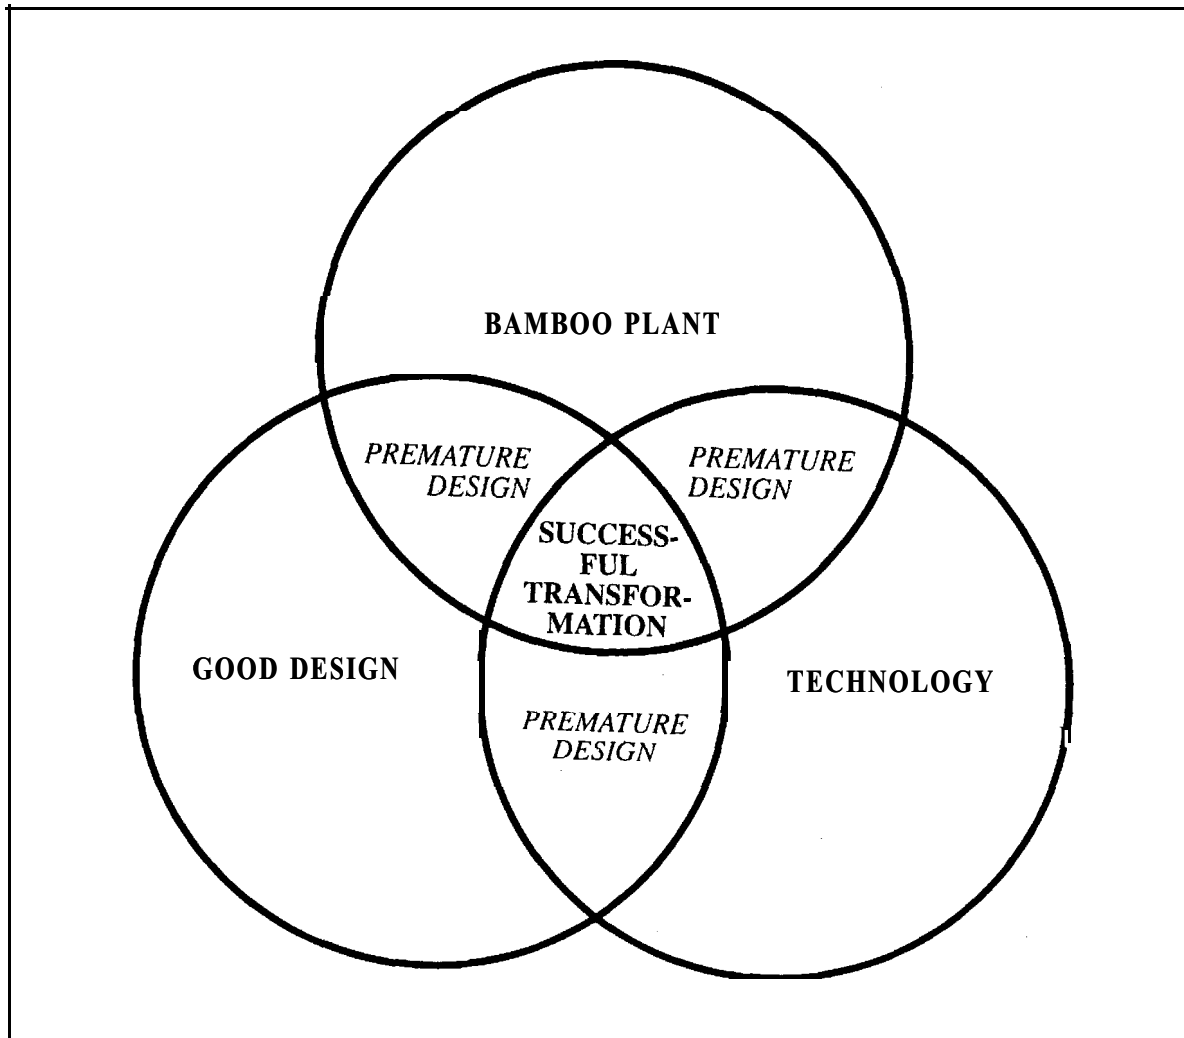 BAMBOO PLANT
PREMATURE
DESIGN
PREMATURE
DESIGN
SUCCESS-
FUL
TRANSFOR-
MATION
GOOD DESIGN
TECHNOLOGY
PREMATURE
DESIGN